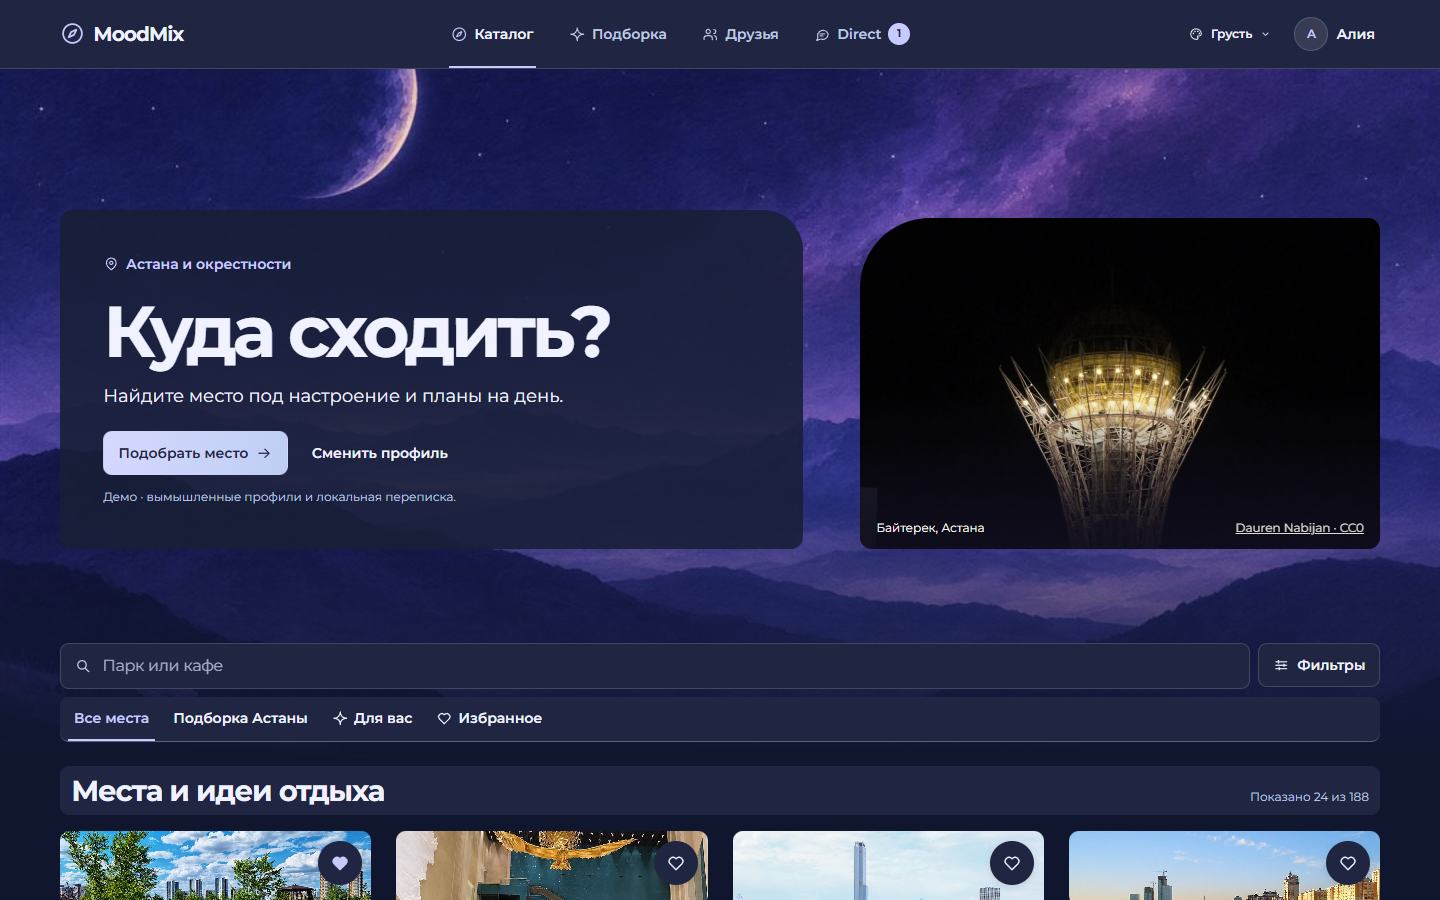 MoodMix
Каталог
Подборка
Друзья
Direct 1
Грусть
А Алия
Астана и окрестности
Куда сходить?
Найдите место под настроение и планы на день.
Подобрать место → Сменить профиль
Демо · вымышленные профили и локальная переписка.
Байтерек, Астана
Dauren Nabijan · CC0
Парк или кафе
Фильтры
Все места
Подборка Астаны
Для вас
Избранное
Места и идеи отдыха
Показано 24 из 188